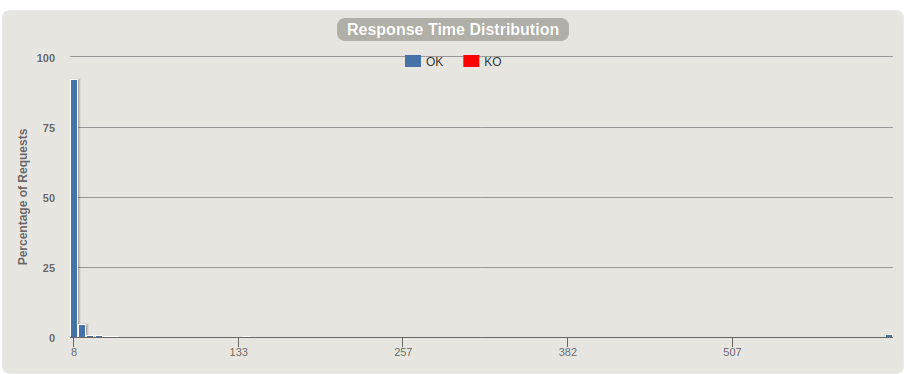 Response Time Distribution
OK KO
Percentage of Requests
100
75
50
25
0
8 133 257 382 507